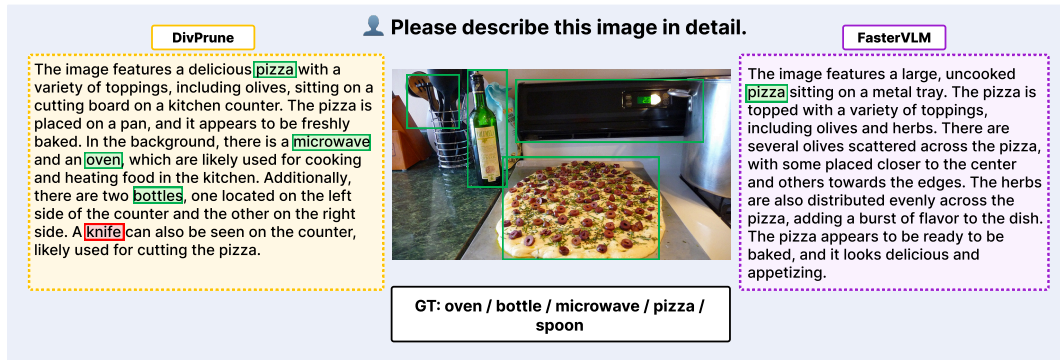 Please describe this image in detail.
DivPrune
The image features a delicious pizza with a
variety of toppings, including olives, sitting on a
cutting board on a kitchen counter. The pizza is
placed on a pan, and it appears to be freshly
baked. In the background, there is a microwave
and an oven, which are likely used for cooking
and heating food in the kitchen. Additionally,
there are two bottles, one located on the left
side of the counter and the other on the right
side. A knife can also be seen on the counter,
likely used for cutting the pizza.
GT: oven / bottle / microwave / pizza /
spoon
FasterVLM
The image features a large, uncooked
pizza sitting on a metal tray. The pizza is
topped with a variety of toppings,
including olives and herbs. There are
several olives scattered across the pizza,
with some placed closer to the center
and others towards the edges. The herbs
are also distributed evenly across the
pizza, adding a burst of flavor to the dish.
The pizza appears to be ready to be
baked, and it looks delicious and
appetizing.